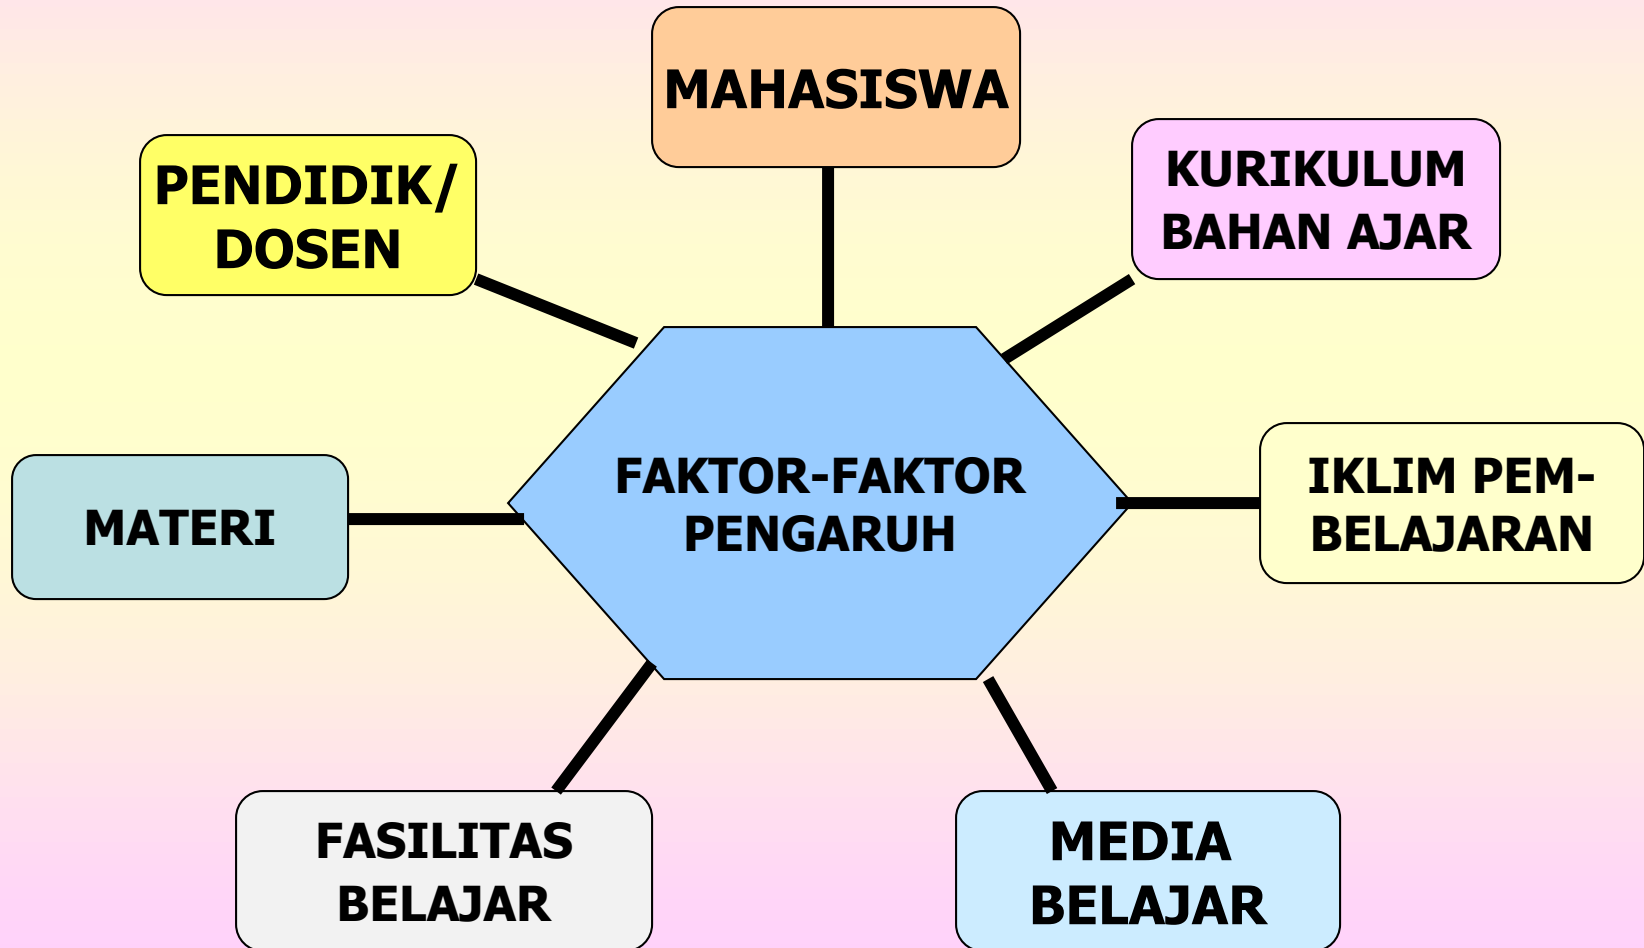 MAHASISWA
PENDIDIK/
DOSEN
KURIKULUM
BAHAN AJAR
FAKTOR-FAKTOR
PENGARUH
IKLIM PEM-
BELAJARAN
MATERI
FASILITAS
BELAJAR
MEDIA
BELAJAR